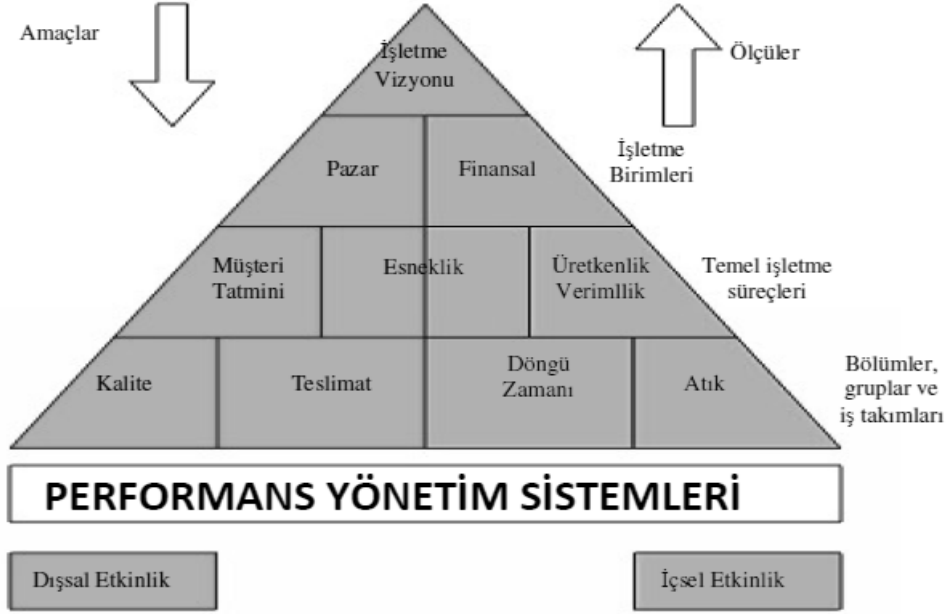 Amaçlar
Ölçüler
İşletme
Vizyonu
Pazar
Finansal
İşletme
Birimleri
Müşteri
Tatmini
Esneklik
Üretkenlik
Verimllik
Temel işletme
süreçleri
Kalite
Teslimat
Döngü
Zamanı
Atık
Bölümler,
gruplar ve
iş takımları
PERFORMANS YÖNETİM SİSTEMLERİ
Dışsal Etkinlik
İçsel Etkinlik